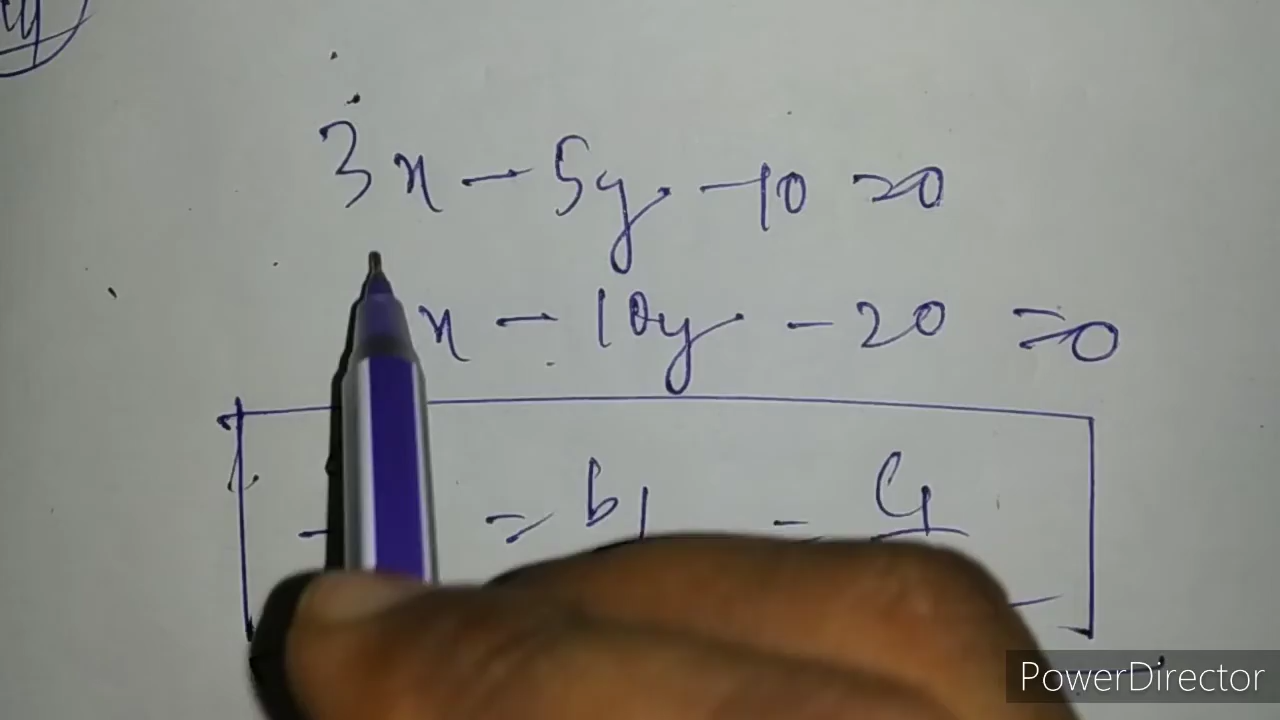 y
3x - 5y - 10 = 0
x - 10y - 20 = 0
= b1 = C1
PowerDirector